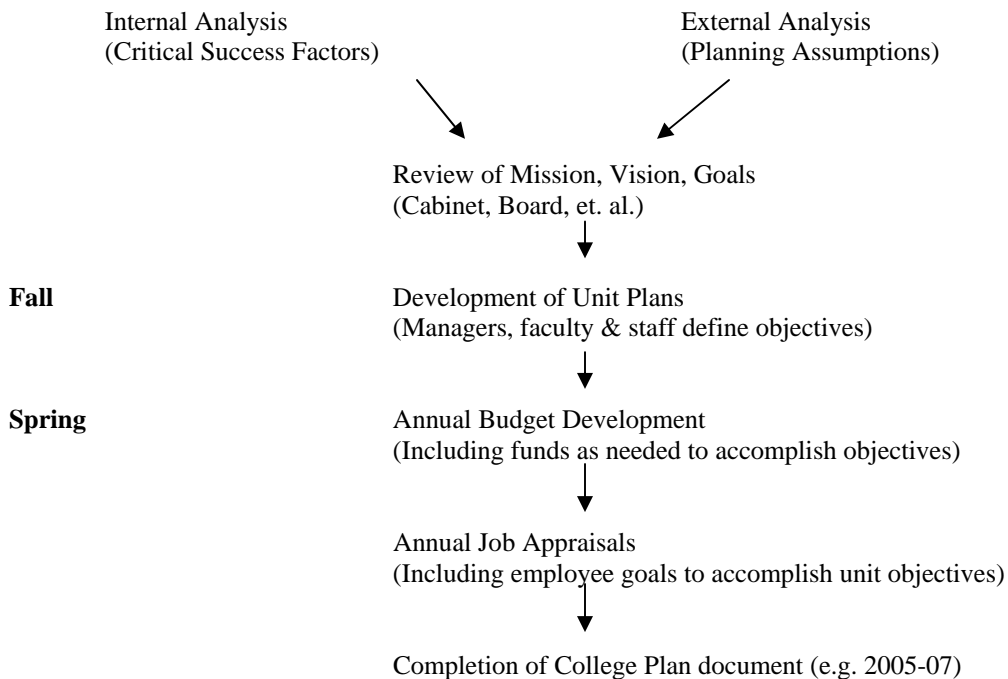 Internal Analysis
(Critical Success Factors)
External Analysis
(Planning Assumptions)
Review of Mission, Vision, Goals
(Cabinet, Board, et. al.)
Fall
Development of Unit Plans
(Managers, faculty & staff define objectives)
Spring
Annual Budget Development
(Including funds as needed to accomplish objectives)
Annual Job Appraisals
(Including employee goals to accomplish unit objectives)
Completion of College Plan document (e.g. 2005-07)